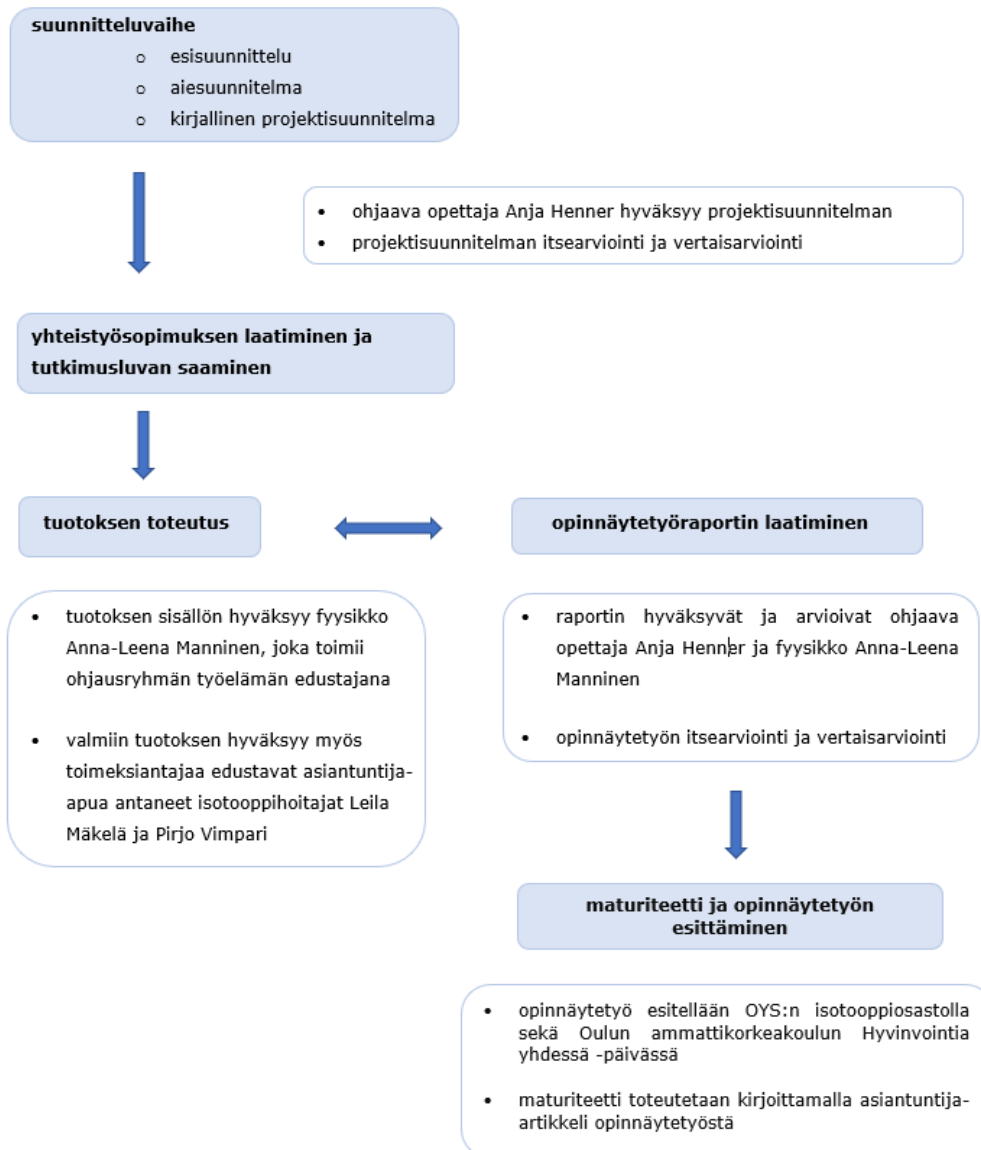 suunnitteluvaihe
o esisuunnittelu
o aiesuunnitelma
o kirjallinen projektisuunnitelma
• ohjaava opettaja Anja Henner hyväksyy projektisuunnitelman
• projektisuunnitelman itsearviointi ja vertaisarviointi
yhteistyösopimuksen laatiminen ja
tutkimusluvan saaminen
tuotoksen toteutus
opinnäytetyöraportin laatiminen
• tuotoksen sisällön hyväksyy fyysikko
Anna-Leena Manninen, joka toimii
ohjausryhmän työelämän edustajana
• valmiin tuotoksen hyväksyy myös
toimeksiantajaa edustavat asiantuntija-
apua antaneet isotooppihoitajat Leila
Mäkelä ja Pirjo Vimpari
• raportin hyväksyvät ja arvioivat ohjaava
opettaja Anja Henner ja fyysikko Anna-Leena
Manninen
• opinnäytetyön itsearviointi ja vertaisarviointi
maturiteetti ja opinnäytetyön
esittäminen
• opinnäytetyö esitellään OYS:n isotooppiosastolla
sekä Oulun ammattikorkeakoulun Hyvinvointia
yhdessä -päivässä
• maturiteetti toteutetaan kirjoittamalla asiantuntija-
artikkeli opinnäytetyöstä